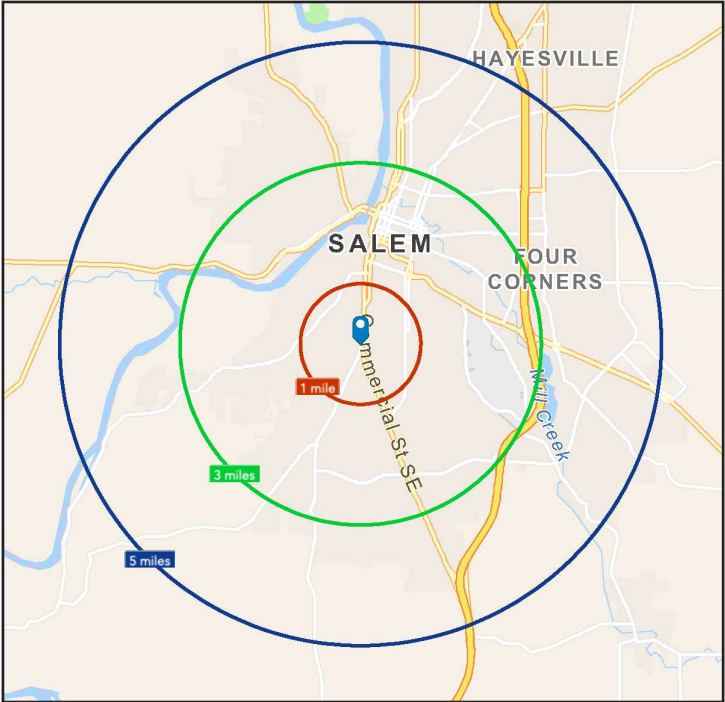 HAYESVILLE
SALEM
FOUR
CORNERS
Commercial St SE
1 mile
Mill Creek
3 miles
5 miles